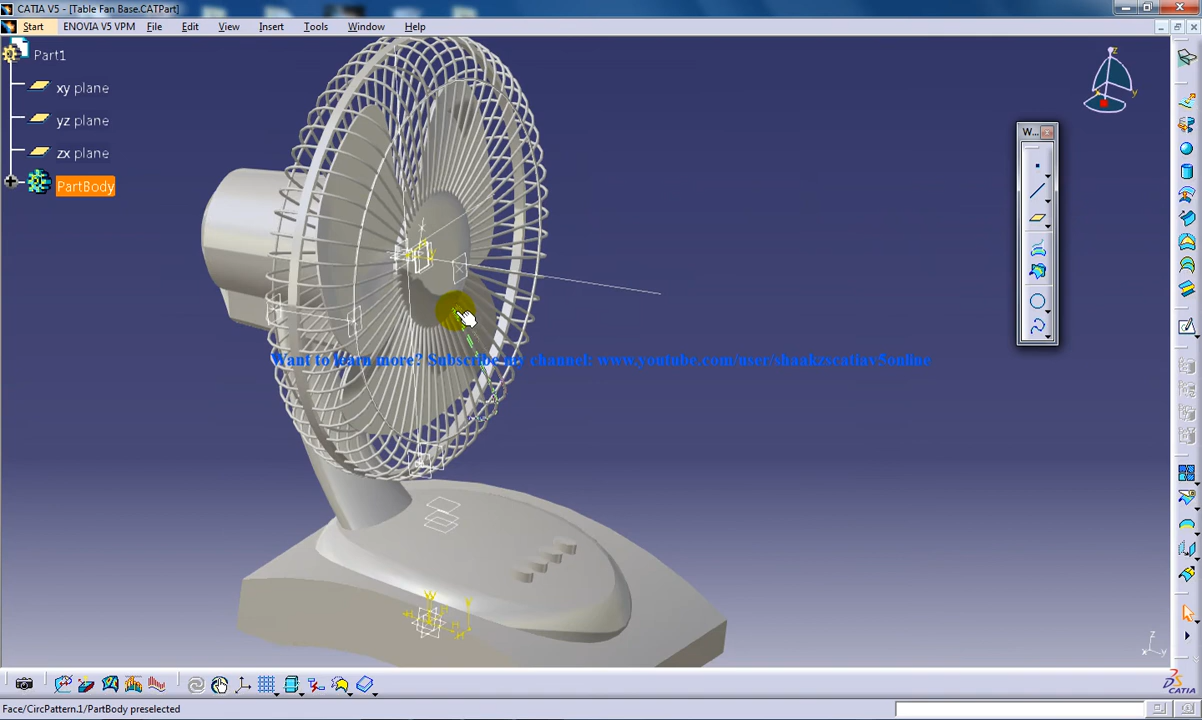 CATIA V5 - [Table Fan Base.CATPart]
Start ENOVIA V5 VPM File Edit View Insert Tools Window Help
Part1
xy plane
yz plane
zx plane
PartBody
W...
Want to learn more? Subscribe my channel: www.youtube.com/user/shaakzscatiav5online
Face/CircPattern.1/PartBody preselected
CATIA